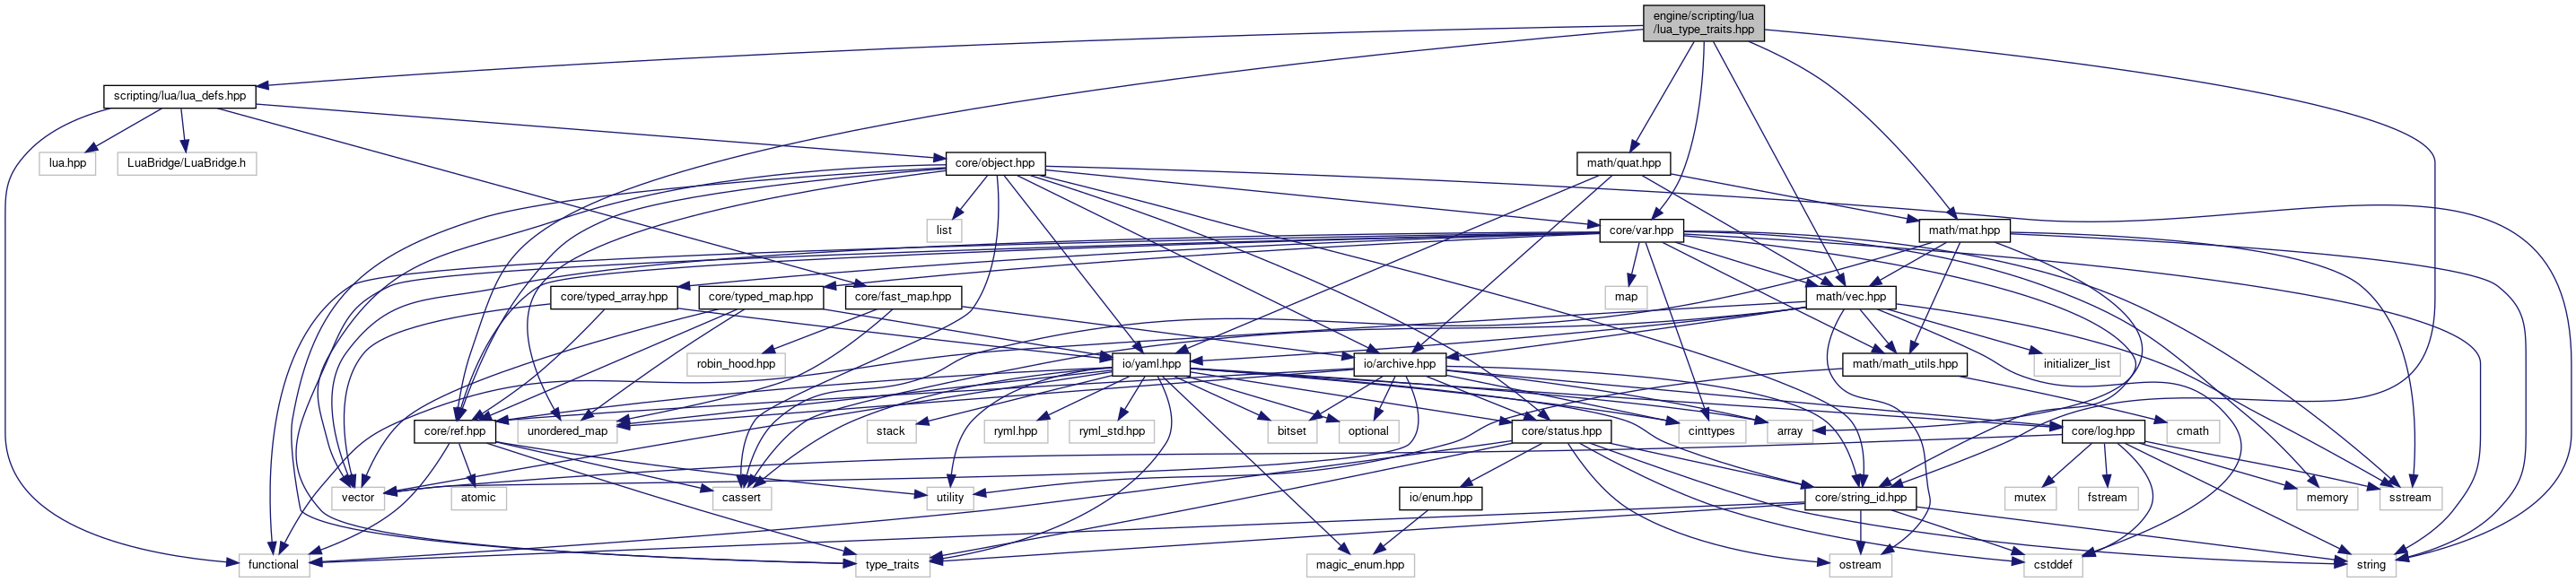 engine/scripting/lua
/lua_type_traits.hpp
scripting/lua/lua_defs.hpp
lua.hpp
LuaBridge/LuaBridge.h
core/object.hpp
math/quat.hpp
list
core/var.hpp
math/mat.hpp
core/typed_array.hpp
core/typed_map.hpp
core/fast_map.hpp
map
math/vec.hpp
robin_hood.hpp
io/yaml.hpp
io/archive.hpp
math/math_utils.hpp
initializer_list
core/ref.hpp
unordered_map
stack
ryml.hpp
ryml_std.hpp
bitset
optional
core/status.hpp
cinttypes
array
core/log.hpp
cmath
vector
atomic
cassert
utility
io/enum.hpp
core/string_id.hpp
mutex
fstream
memory
sstream
functional
type_traits
magic_enum.hpp
ostream
cstddef
string